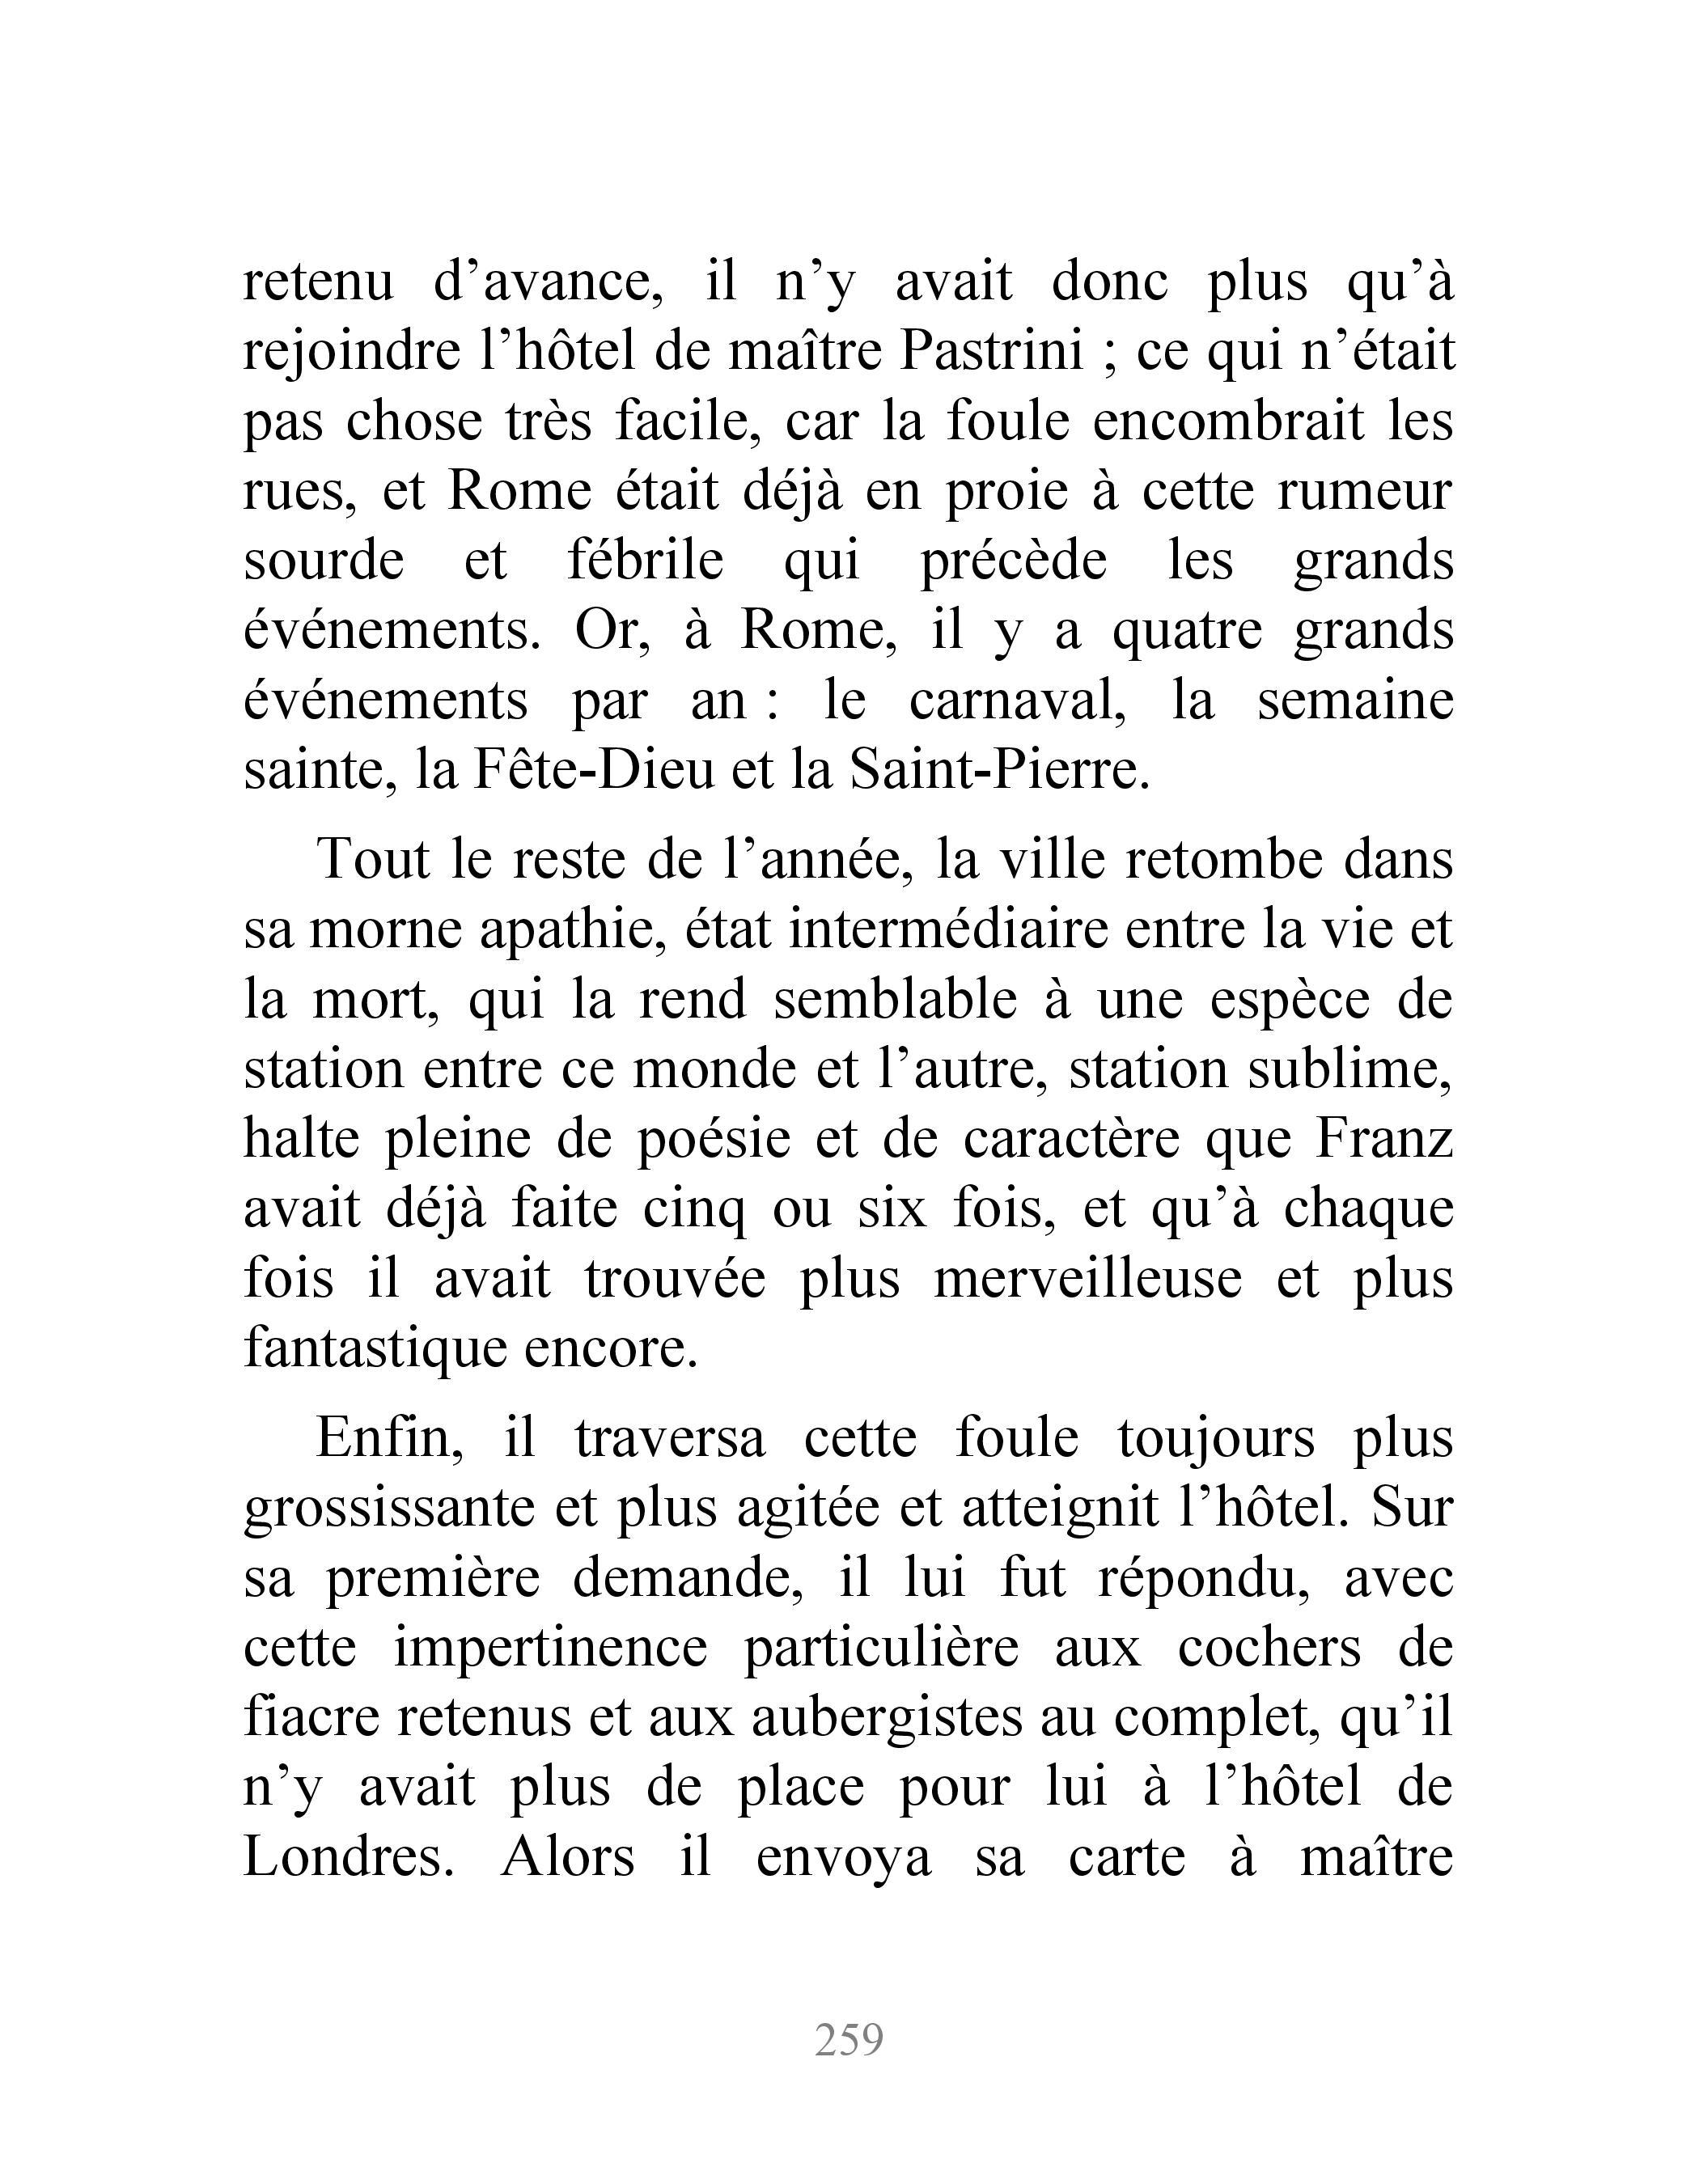 retenu d’avance, il n’y avait donc plus qu’à
rejoindre l’hôtel de maître Pastrini ; ce qui n’était
pas chose très facile, car la foule encombrait les
rues, et Rome était déjà en proie à cette rumeur
sourde et fébrile qui précède les grands
événements. Or, à Rome, il y a quatre grands
événements par an : le carnaval, la semaine
sainte, la Fête-Dieu et la Saint-Pierre.
Tout le reste de l’année, la ville retombe dans
sa morne apathie, état intermédiaire entre la vie et
la mort, qui la rend semblable à une espèce de
station entre ce monde et l’autre, station sublime,
halte pleine de poésie et de caractère que Franz
avait déjà faite cinq ou six fois, et qu’à chaque
fois il avait trouvée plus merveilleuse et plus
fantastique encore.
Enfin, il traversa cette foule toujours plus
grossissante et plus agitée et atteignit l’hôtel. Sur
sa première demande, il lui fut répondu, avec
cette impertinence particulière aux cochers de
fiacre retenus et aux aubergistes au complet, qu’il
n’y avait plus de place pour lui à l’hôtel de
Londres. Alors il envoya sa carte à maître
259